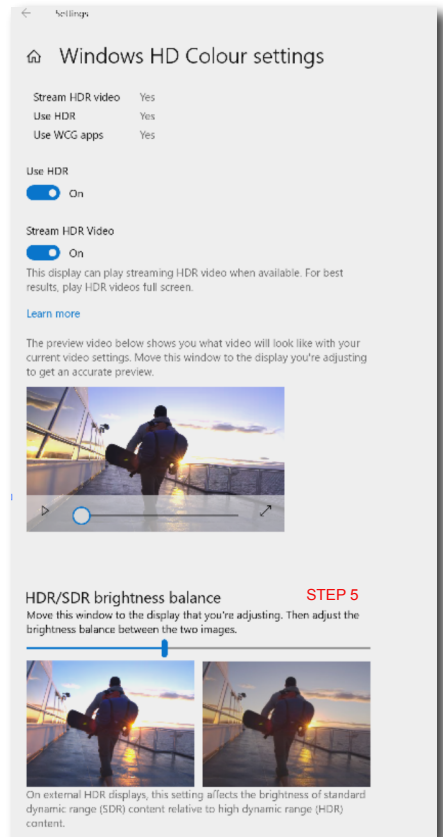 Settings
Windows HD Colour settings
Stream HDR video Yes
Use HDR Yes
Use WCG apps Yes
Use HDR
On
Stream HDR Video
On
This display can play streaming HDR video when available. For best
results, play HDR videos full screen.
Learn more
The preview video below shows you what video will look like with your
current video settings. Move this window to the display you're adjusting
to get an accurate preview.
HDR/SDR brightness balance STEP 5
Move this window to the display that you're adjusting. Then adjust the
brightness balance between the two images.
On external HDR displays, this setting affects the brightness of standard
dynamic range (SDR) content relative to high dynamic range (HDR)
content.